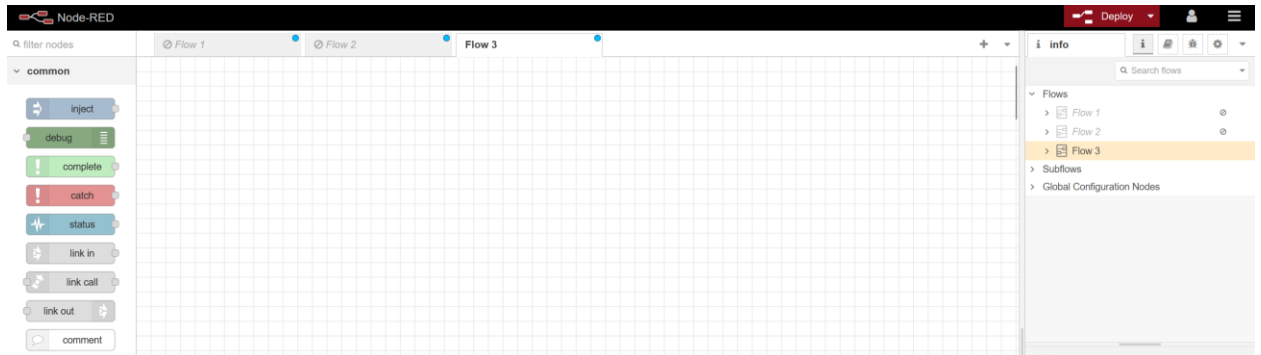 Node-RED
Deploy
filter nodes
Flow 1
Flow 2
Flow 3
info
i
common
Search flows
inject
debug
complete
catch
status
link in
link call
link out
comment
Flows
Flow 1
Flow 2
Flow 3
Subflows
Global Configuration Nodes